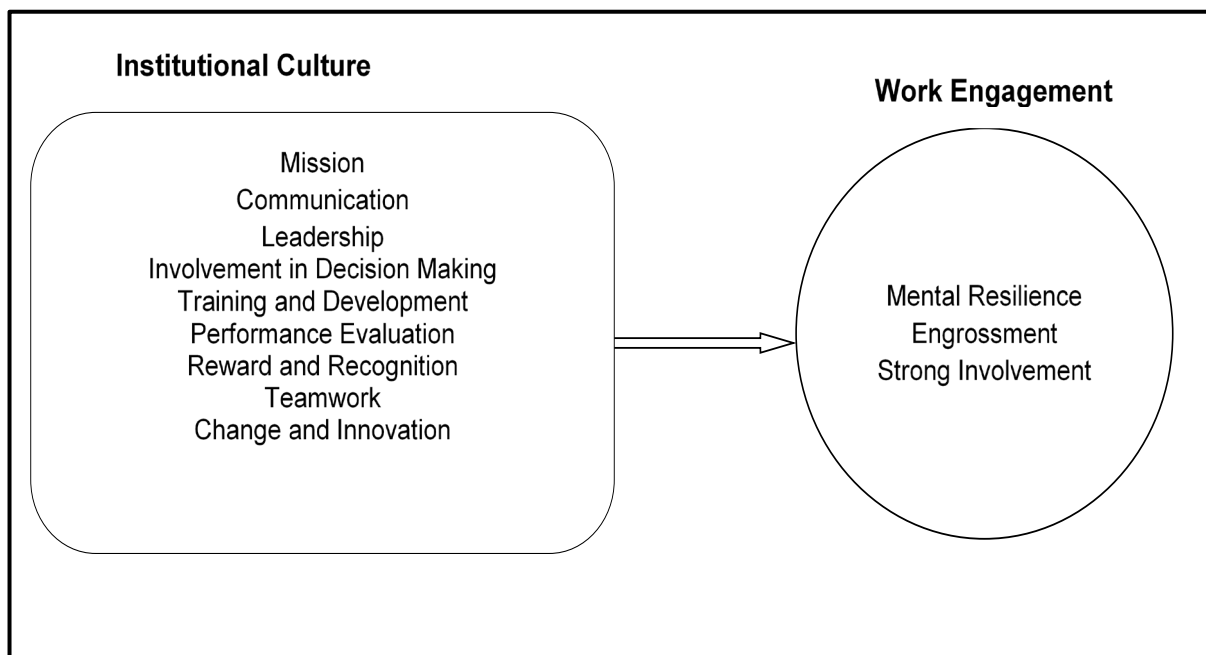 Institutional Culture
Mission
Communication
Leadership
Involvement in Decision Making
Training and Development
Performance Evaluation
Reward and Recognition
Teamwork
Change and Innovation
Work Engagement
Mental Resilience
Engrossment
Strong Involvement